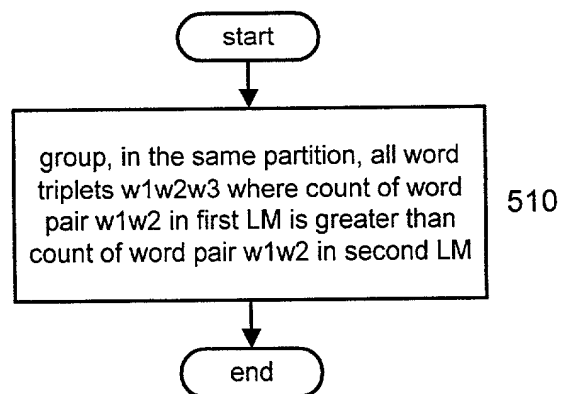 start
group, in the same partition, all word
triplets w1w2w3 where count of word
pair w1w2 in first LM is greater than
count of word pair w1w2 in second LM
510
end